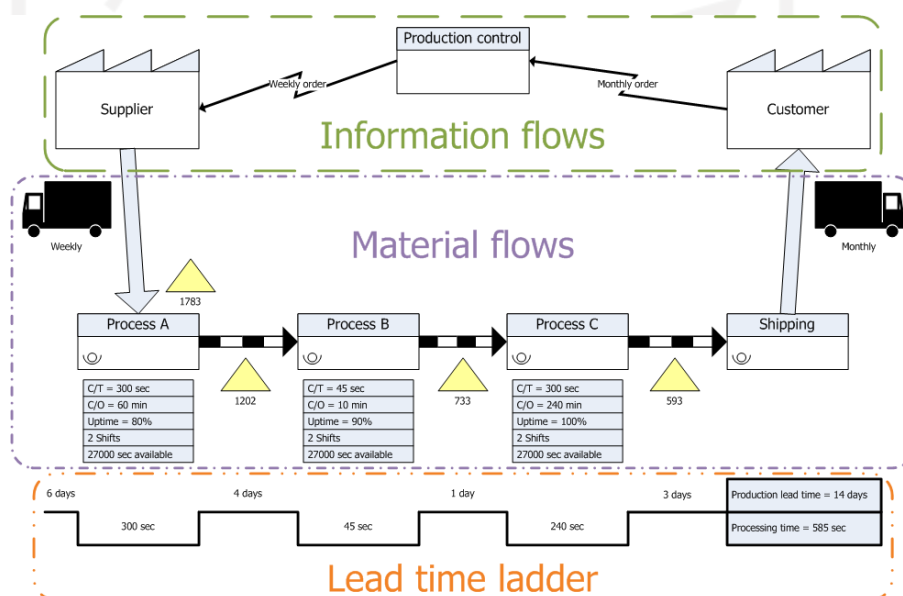 Production control
Weekly order
Monthly order
Supplier
Customer
Information flows
Weekly
Material flows
Monthly
1783
Process A
Process B
Process C
Shipping
1202
733
593
C/T = 300 sec
C/O = 60 min
Uptime = 80%
2 Shifts
27000 sec available
C/T = 45 sec
C/O = 10 min
Uptime = 90%
2 Shifts
27000 sec available
C/T = 300 sec
C/O = 240 min
Uptime = 100%
2 Shifts
27000 sec available
6 days
4 days
1 day
3 days
Production lead time = 14 days
300 sec
45 sec
240 sec
Processing time = 585 sec
Lead time ladder